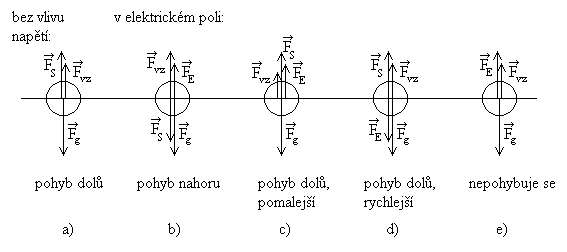 bez vlivu v elektrickém poli:
napětí:
F_S F_vz F_vz F_E F_vz F_S F_E F_S F_vz F_E F_vz
F_g F_S F_g F_g F_E F_g F_g
pohyb dolů pohyb nahoru pohyb dolů, pohyb dolů, nepohybuje se
pomalejší rychlejší
a) b) c) d) e)